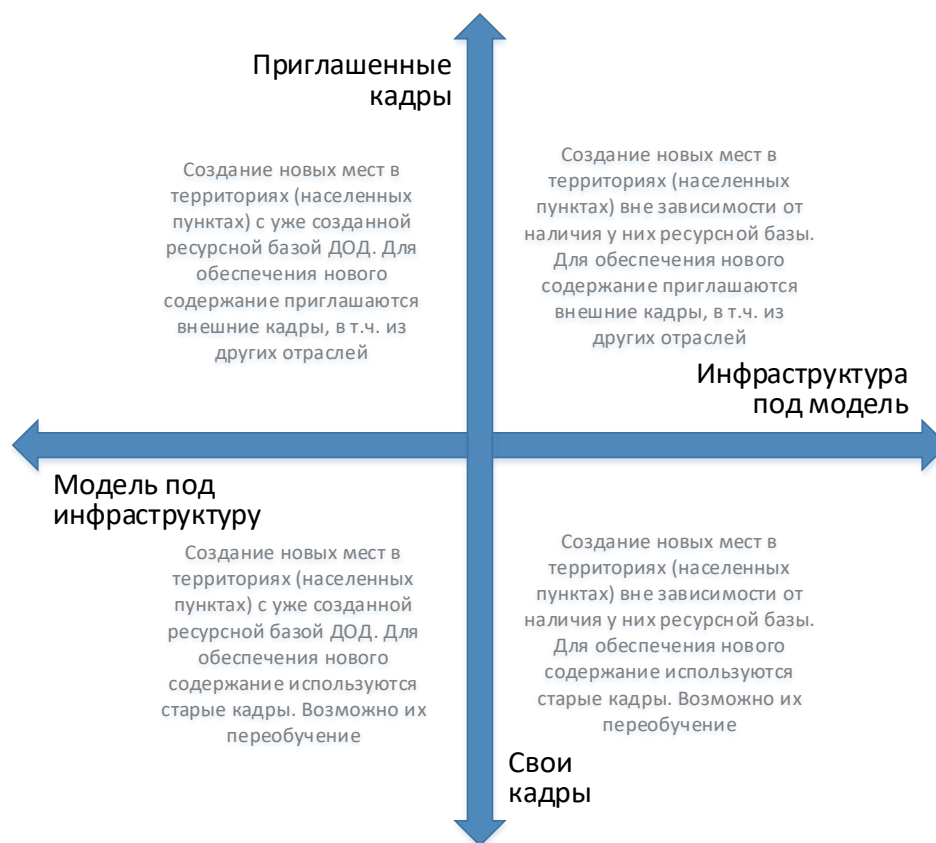 Приглашенные
кадры
Создание новых мест в
территориях (населенных
пунктах) с уже созданной
ресурсной базой ДОД. Для
обеспечения нового
содержание приглашаются
внешние кадры, в т.ч. из
других отраслей
Создание новых мест в
территориях (населенных
пунктах) вне зависимости от
наличия у них ресурсной базы.
Для обеспечения нового
содержание приглашаются
внешние кадры, в т.ч. из
других отраслей
Инфраструктура
под модель
Модель под
инфраструктуру
Создание новых мест в
территориях (населенных
пунктах) с уже созданной
ресурсной базой ДОД. Для
обеспечения нового
содержание используются
старые кадры. Возможно их
переобучение
Создание новых мест в
территориях (населенных
пунктах) вне зависимости от
наличия у них ресурсной базы.
Для обеспечения нового
содержание используются
старые кадры. Возможно их
переобучение
Свои
кадры